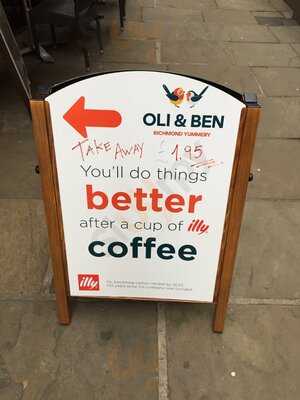 OLI & BEN
RICHMOND YUMMERY
TAKE AWAY £1.95
You'll do things
better
after a cup of illy
coffee
illy